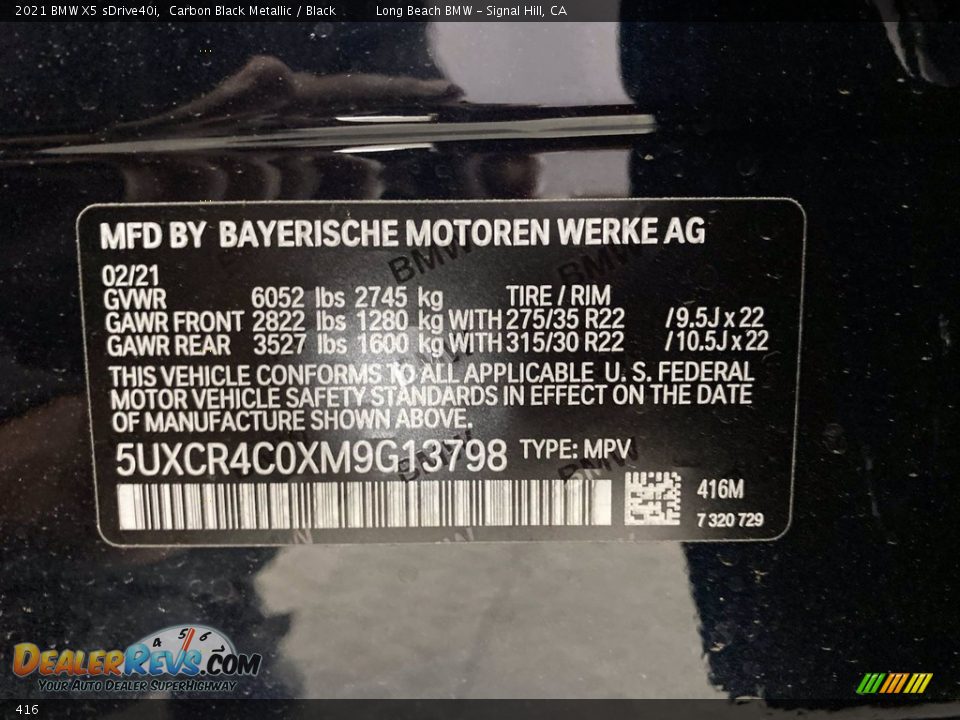 2021 BMW X5 sDrive40i, Carbon Black Metallic / Black Long Beach BMW - Signal Hill, CA
MFD BY BAYERISCHE MOTOREN WERKE AG
02/21
GVWR 6052 lbs 2745 kg TIRE / RIM
GAWR FRONT 2822 lbs 1280 kg WITH 275/35 R22 /9.5J x 22
GAWR REAR 3527 lbs 1600 kg WITH 315/30 R22 /10.5J x 22
THIS VEHICLE CONFORMS TO ALL APPLICABLE U. S. FEDERAL
MOTOR VEHICLE SAFETY STANDARDS IN EFFECT ON THE DATE
OF MANUFACTURE SHOWN ABOVE.
5UXCR4C0XM9G13798 TYPE: MPV
416M
7 320 729
4 5 6
DEALERREVS.COM
YOUR AUTO DEALER SUPERHIGHWAY
416